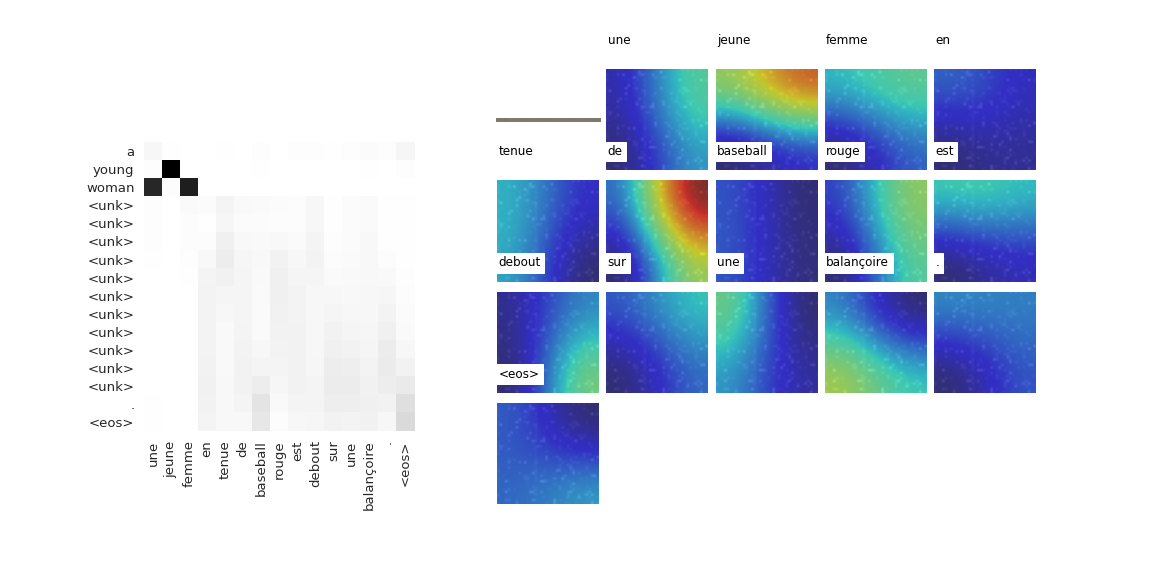 a
young
woman
<unk>
<unk>
<unk>
<unk>
<unk>
<unk>
<unk>
<unk>
<unk>
<unk>
<unk>
.
<eos>
une
jeune
femme
en
tenue
de
baseball
rouge
est
debout
sur
une
balançoire
.
<eos>
une jeune femme en
tenue de baseball rouge est
debout sur une balançoire .
<eos>